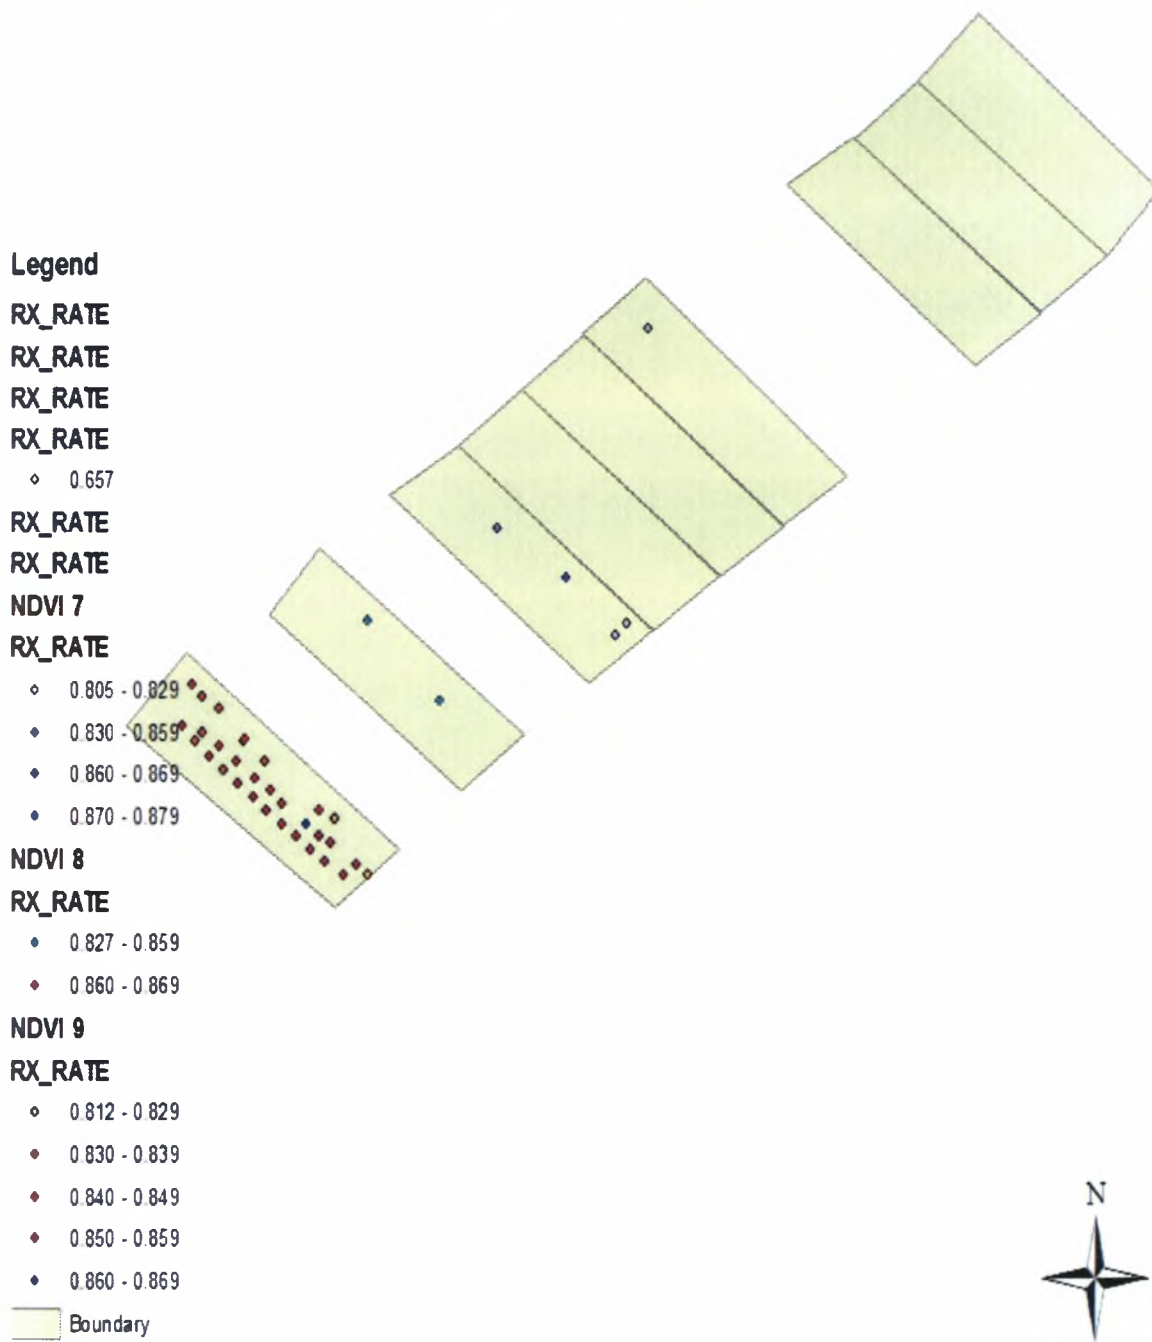 Legend
RX_RATE
RX_RATE
RX_RATE
RX_RATE
0.657
RX_RATE
RX_RATE
NDVI 7
RX_RATE
0.805 - 0.829
0.830 - 0.859
0.860 - 0.869
0.870 - 0.879
NDVI 8
RX_RATE
0.827 - 0.859
0.860 - 0.869
NDVI 9
RX_RATE
0.812 - 0.829
0.830 - 0.839
0.840 - 0.849
0.850 - 0.859
0.860 - 0.869
Boundary
N